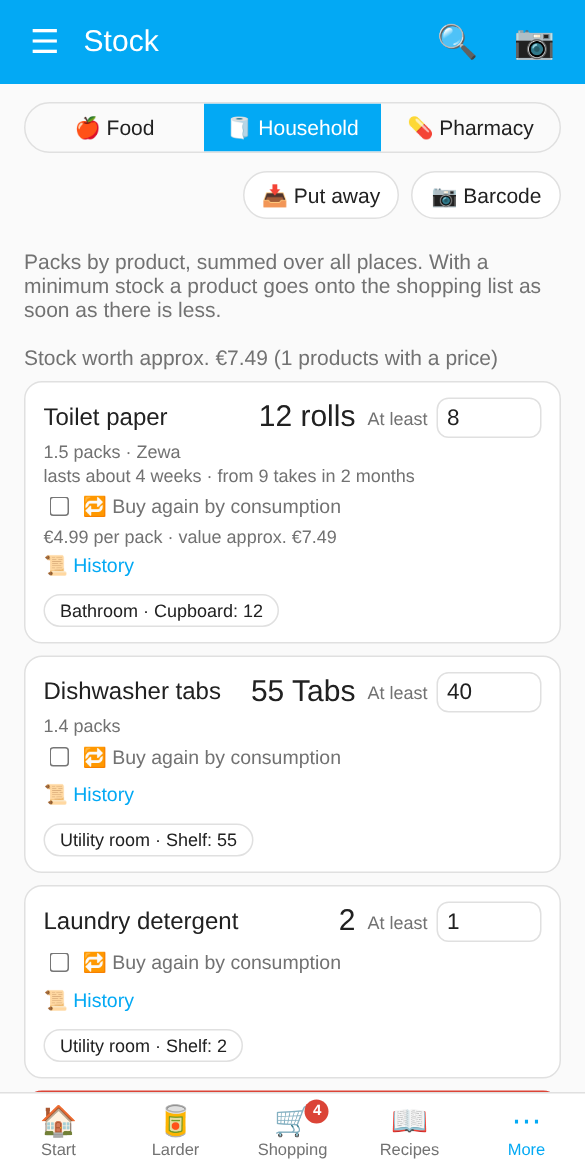 ☰ Stock 🔍 📷
🍎 Food 🧻 Household 💊 Pharmacy
📥 Put away 📷 Barcode
Packs by product, summed over all places. With a
minimum stock a product goes onto the shopping list as
soon as there is less.
Stock worth approx. €7.49 (1 products with a price)
Toilet paper 12 rolls At least 8
1.5 packs · Zewa
lasts about 4 weeks · from 9 takes in 2 months
🔁 Buy again by consumption
€4.99 per pack · value approx. €7.49
📜 History
Bathroom · Cupboard: 12
Dishwasher tabs 55 Tabs At least 40
1.4 packs
🔁 Buy again by consumption
📜 History
Utility room · Shelf: 55
Laundry detergent 2 At least 1
🔁 Buy again by consumption
📜 History
Utility room · Shelf: 2
4
Start Larder Shopping Recipes More